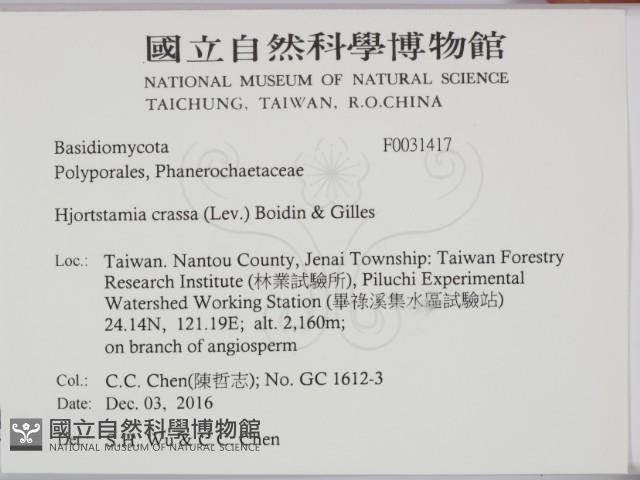 國立自然科學博物館
NATIONAL MUSEUM OF NATURAL SCIENCE
TAICHUNG, TAIWAN, R.O.CHINA
Basidiomycota F0031417
Polyporales, Phanerochaetaceae
Hjortstamia crassa (Lev.) Boidin & Gilles
Loc.: Taiwan. Nantou County, Jenai Township: Taiwan Forestry
Research Institute (林業試驗所), Piluchi Experimental
Watershed Working Station (畢祿溪集水區試驗站)
24.14N, 121.19E; alt. 2,160m;
on branch of angiosperm
Col.: C.C. Chen(陳哲志); No. GC 1612-3
Date: Dec. 03, 2016
S.H. Wu & C.C. Chen
國立自然科學博物館
NATIONAL MUSEUM OF NATURAL SCIENCE